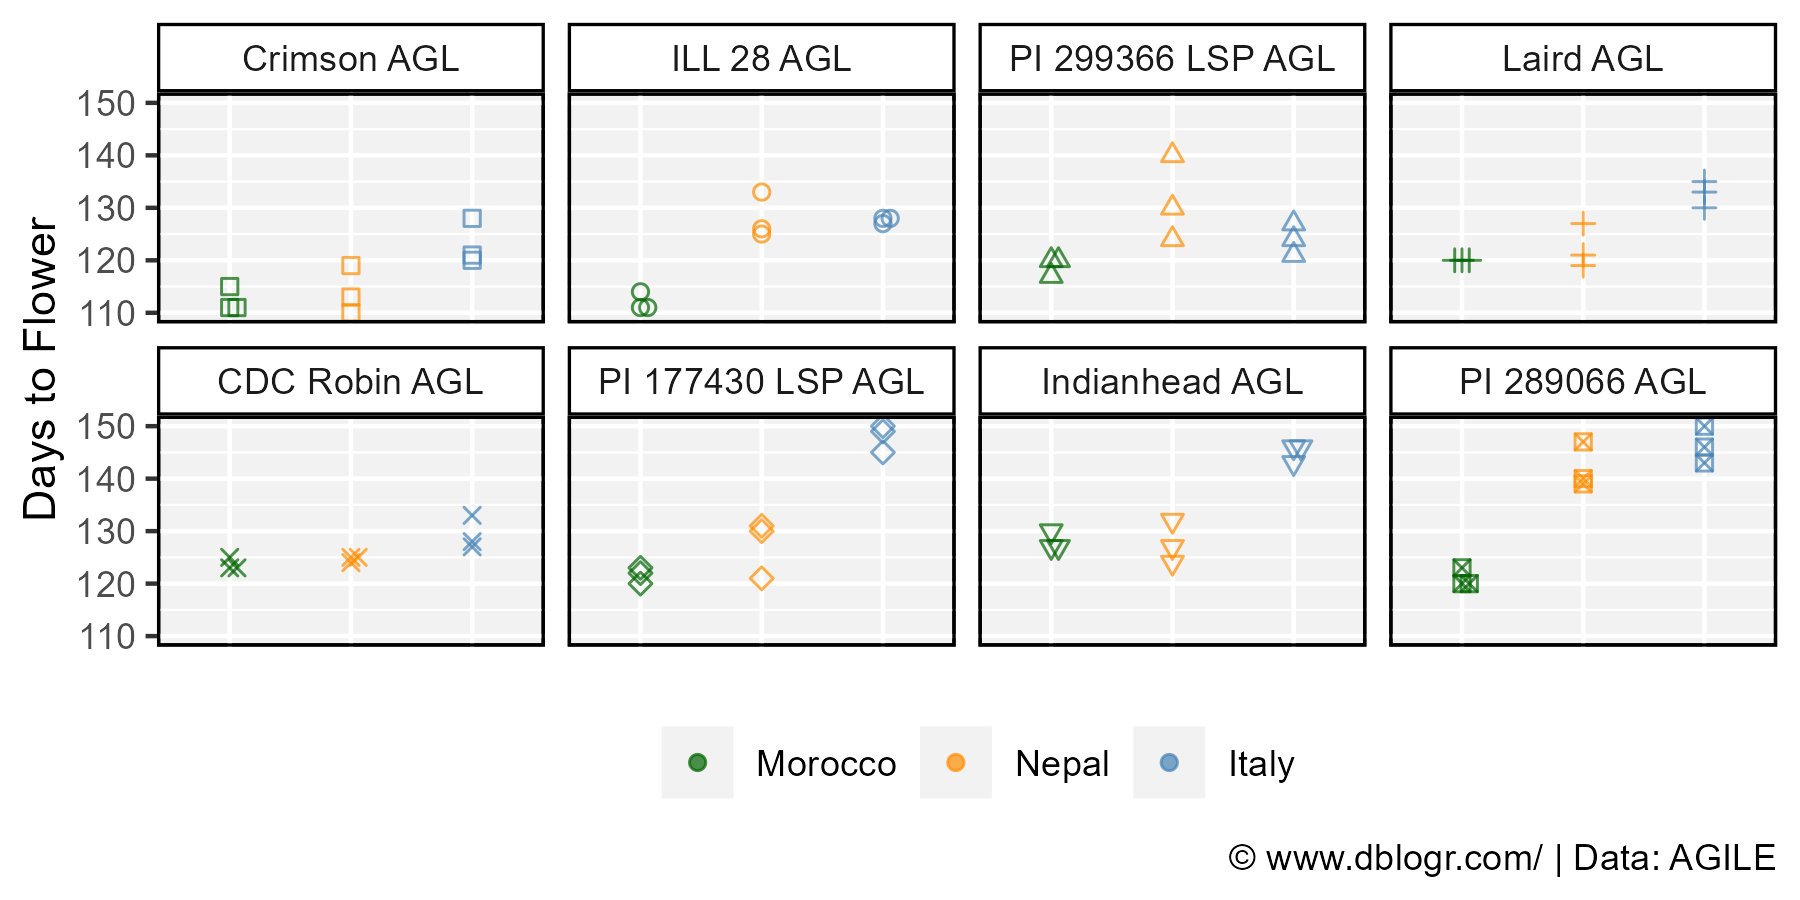 Crimson AGL ILL 28 AGL PI 299366 LSP AGL Laird AGL
150
140
130
120
110
Days to Flower
CDC Robin AGL PI 177430 LSP AGL Indianhead AGL PI 289066 AGL
150
140
130
120
110
Morocco Nepal Italy
© www.dblogr.com/ | Data: AGILE